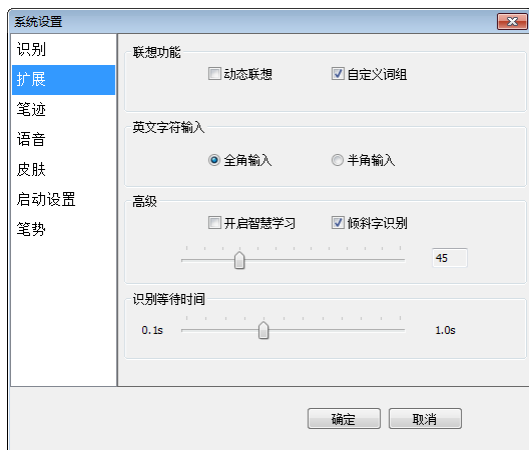 系统设置
识别
扩展
笔迹
语音
皮肤
启动设置
笔势
联想功能
动态联想 自定义词组
英文字符输入
全角输入 半角输入
高级
开启智慧学习 倾斜字识别
45
识别等待时间
0.1s 1.0s
确定 取消